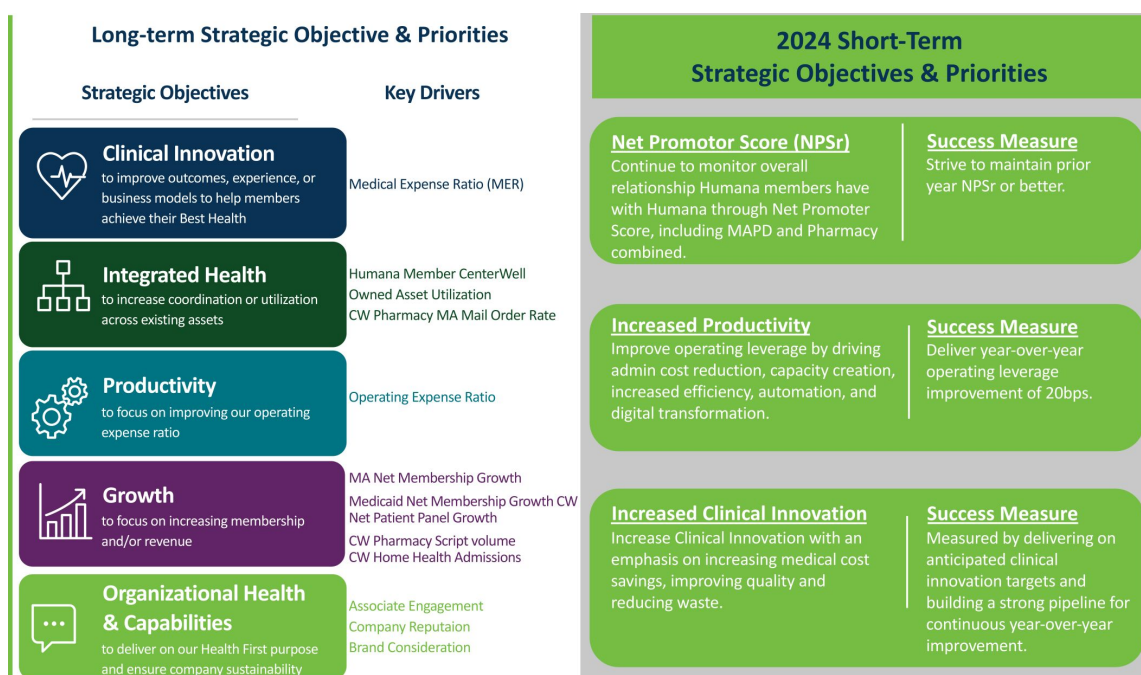 Long-term Strategic Objective & Priorities
Strategic Objectives
Key Drivers
Clinical Innovation
to improve outcomes, experience, or
business models to help members
achieve their Best Health
Medical Expense Ratio (MER)
Integrated Health
to increase coordination or utilization
across existing assets
Humana Member CenterWell
Owned Asset Utilization
CW Pharmacy MA Mail Order Rate
Productivity
to focus on improving our operating
expense ratio
Operating Expense Ratio
Growth
to focus on increasing membership
and/or revenue
MA Net Membership Growth
Medicaid Net Membership Growth CW
Net Patient Panel Growth
CW Pharmacy Script volume
CW Home Health Admissions
Organizational Health
& Capabilities
to deliver on our Health First purpose
and ensure company sustainability
Associate Engagement
Company Reputaion
Brand Consideration
2024 Short-Term
Strategic Objectives & Priorities
Net Promotor Score (NPSr)
Continue to monitor overall
relationship Humana members have
with Humana through Net Promoter
Score, including MAPD and Pharmacy
combined.
Success Measure
Strive to maintain prior
year NPSr or better.
Increased Productivity
Improve operating leverage by driving
admin cost reduction, capacity creation,
increased efficiency, automation, and
digital transformation.
Success Measure
Deliver year-over-year
operating leverage
improvement of 20bps.
Increased Clinical Innovation
Increase Clinical Innovation with an
emphasis on increasing medical cost
savings, improving quality and
reducing waste.
Success Measure
Measured by delivering on
anticipated clinical
innovation targets and
building a strong pipeline for
continuous year-over-year
improvement.